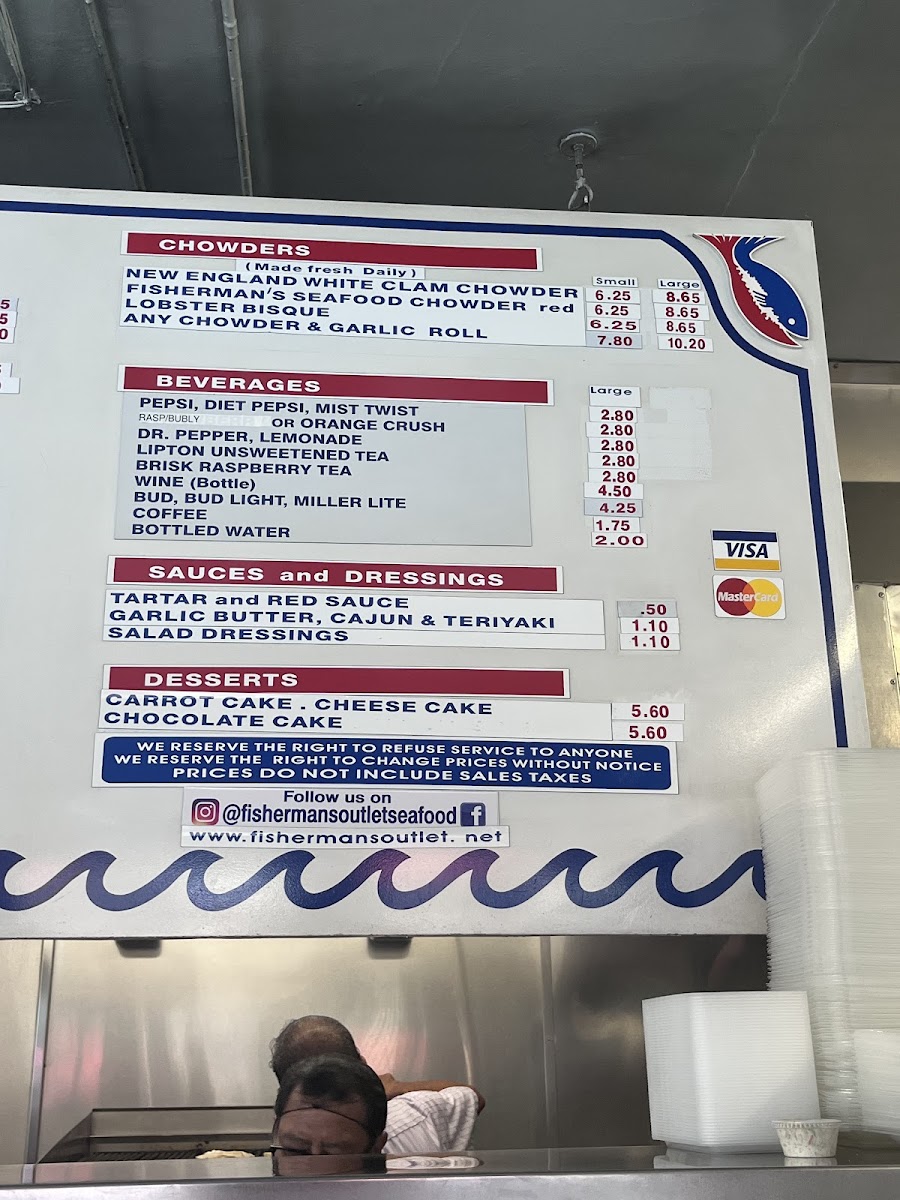 CHOWDERS
(Made fresh Daily)
Small Large
NEW ENGLAND WHITE CLAM CHOWDER 6.25 8.65
FISHERMAN'S SEAFOOD CHOWDER red 6.25 8.65
LOBSTER BISQUE 6.25 8.65
ANY CHOWDER & GARLIC ROLL 7.80 10.20
BEVERAGES
Large
PEPSI, DIET PEPSI, MIST TWIST 2.80
RASP/BUBLY OR ORANGE CRUSH 2.80
DR. PEPPER, LEMONADE 2.80
LIPTON UNSWEETENED TEA 2.80
BRISK RASPBERRY TEA 2.80
WINE (Bottle) 4.50
BUD, BUD LIGHT, MILLER LITE 4.25
COFFEE 1.75
BOTTLED WATER 2.00
VISA
MasterCard
SAUCES and DRESSINGS
TARTAR and RED SAUCE .50
GARLIC BUTTER, CAJUN & TERIYAKI 1.10
SALAD DRESSINGS 1.10
DESSERTS
CARROT CAKE . CHEESE CAKE 5.60
CHOCOLATE CAKE 5.60
WE RESERVE THE RIGHT TO REFUSE SERVICE TO ANYONE
WE RESERVE THE RIGHT TO CHANGE PRICES WITHOUT NOTICE
PRICES DO NOT INCLUDE SALES TAXES
Follow us on
@fishermansoutletseafood f
www.fishermansoutlet. net